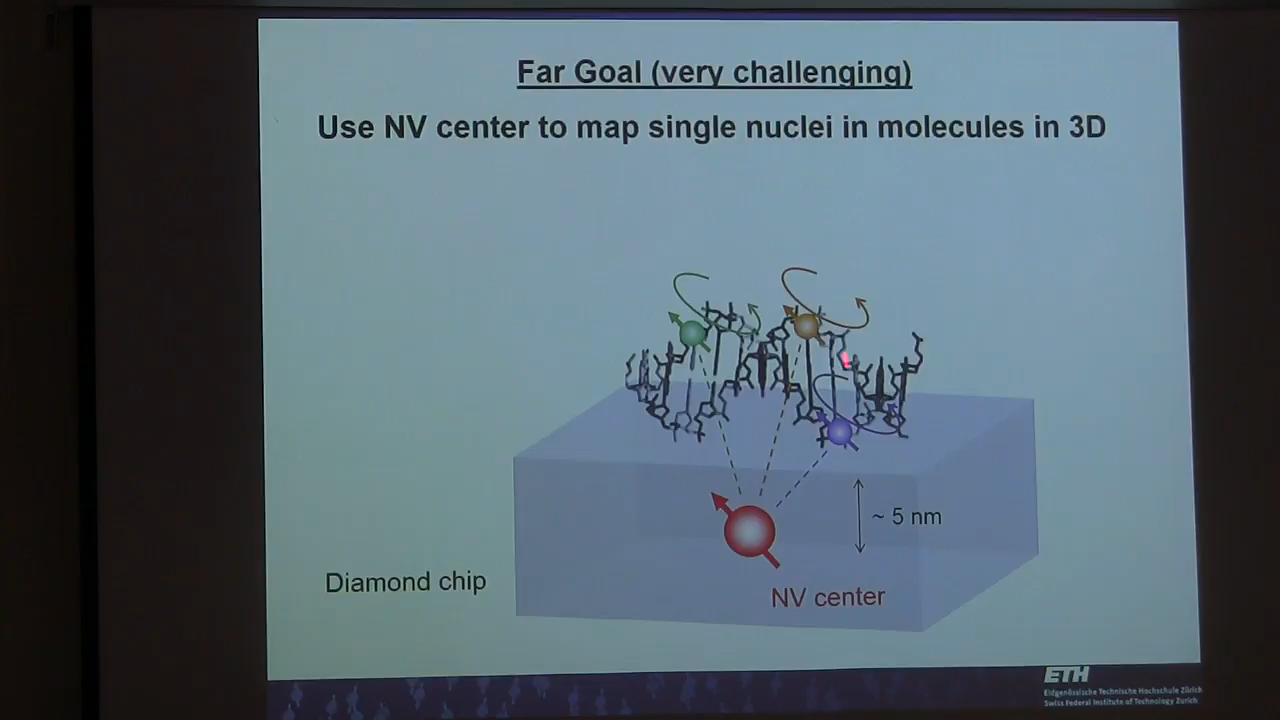 Far Goal (very challenging)
Use NV center to map single nuclei in molecules in 3D
~ 5 nm
Diamond chip
NV center
ETH
Eidgenössische Technische Hochschule Zürich
Swiss Federal Institute of Technology Zurich